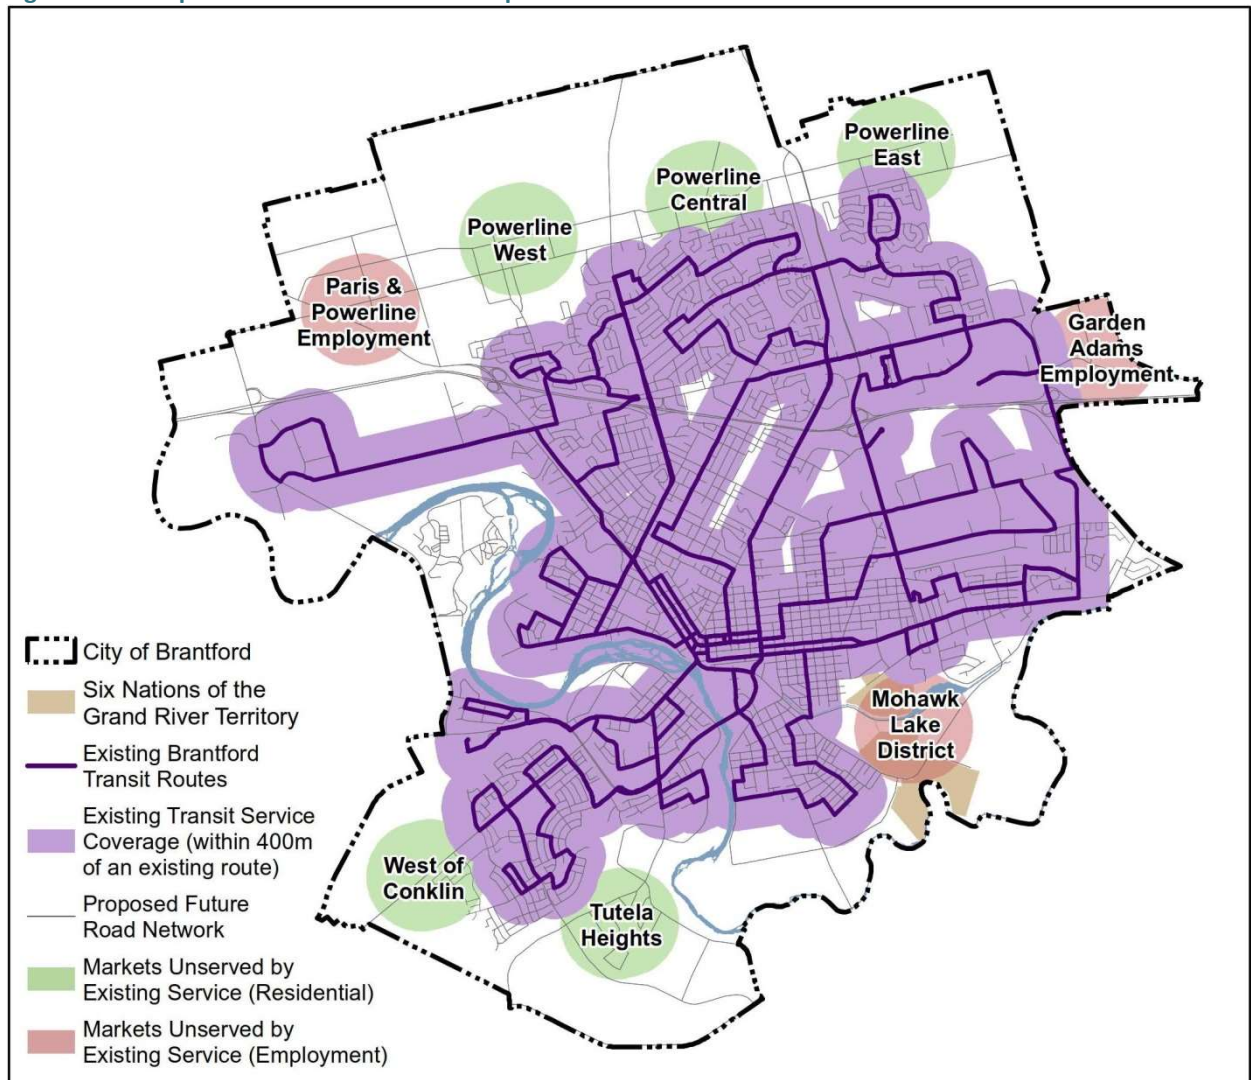 Powerline
East
Powerline
Central
Powerline
West
Paris &
Powerline
Employment
Garden
Adams
Employment
Mohawk
Lake
District
West of
Conklin
Tutela
Heights
City of Brantford
Six Nations of the
Grand River Territory
Existing Brantford
Transit Routes
Existing Transit Service
Coverage (within 400m
of an existing route)
Proposed Future
Road Network
Markets Unserved by
Existing Service (Residential)
Markets Unserved by
Existing Service (Employment)